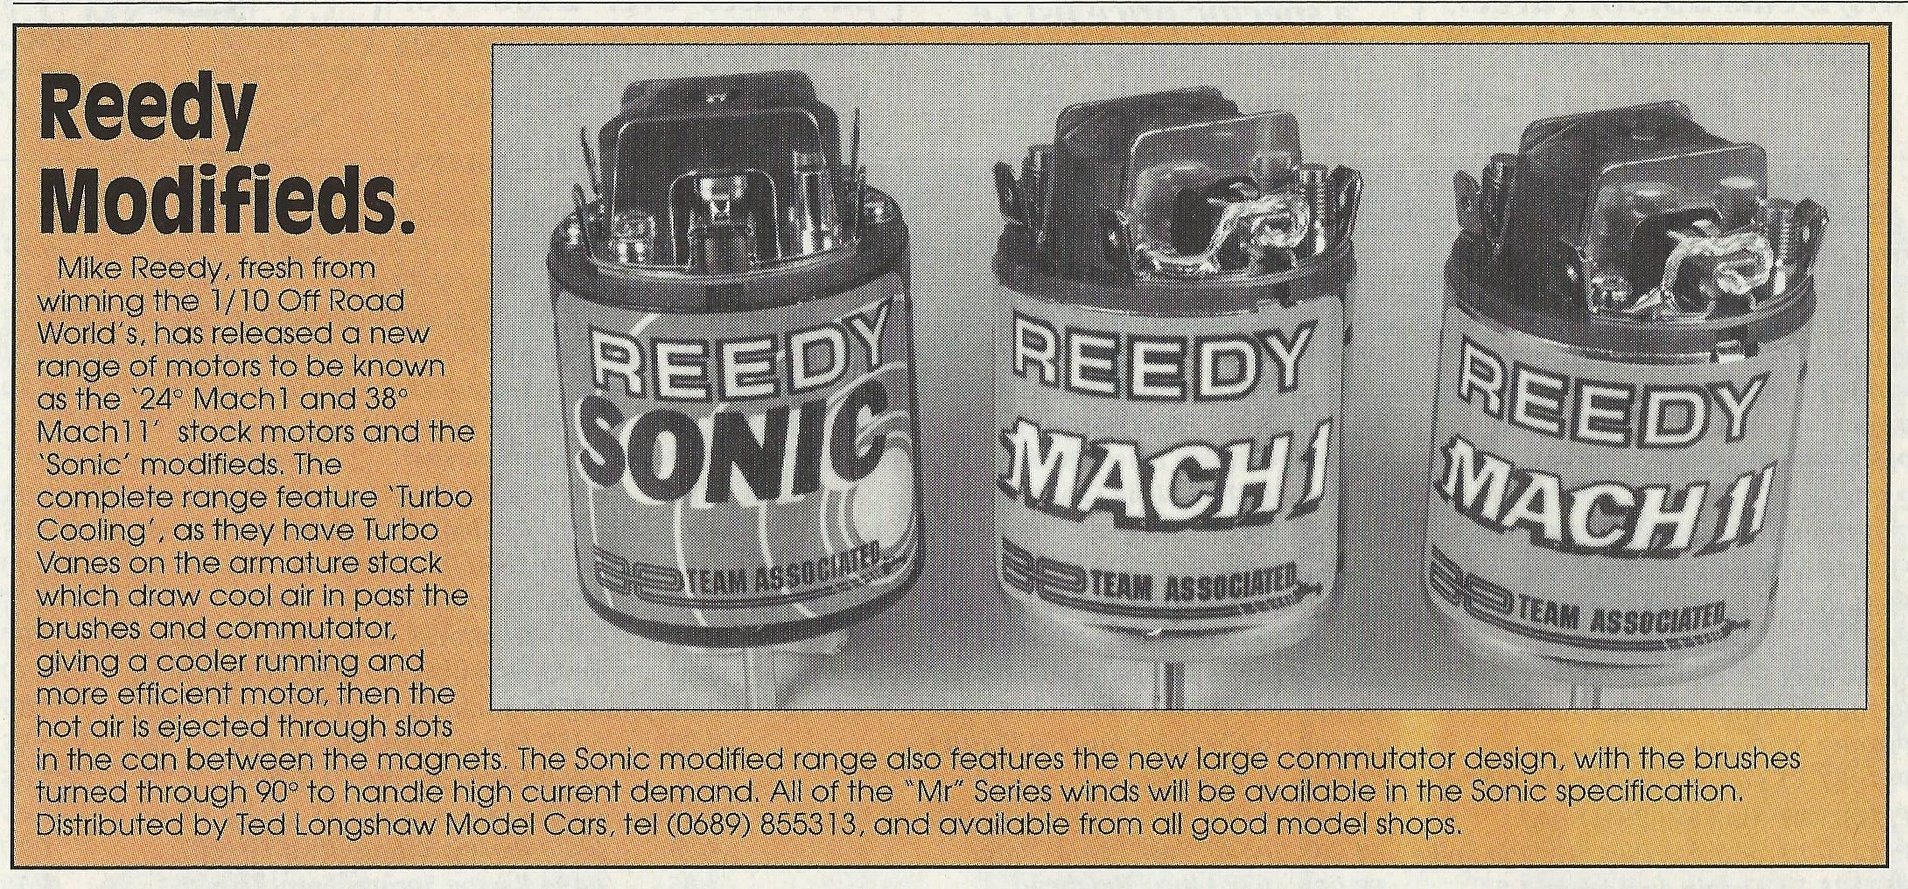 Reedy
Modifieds.
Mike Reedy, fresh from
winning the 1/10 Off Road
World's, has released a new
range of motors to be known
as the '24° Mach1 and 38°
Mach11' stock motors and the
'Sonic' modifieds. The
complete range feature 'Turbo
Cooling', as they have Turbo
Vanes on the armature stack
which draw cool air in past the
brushes and commutator,
giving a cooler running and
more efficient motor, then the
hot air is ejected through slots
in the can between the magnets. The Sonic modified range also features the new large commutator design, with the brushes
turned through 90° to handle high current demand. All of the "Mr" Series winds will be available in the Sonic specification.
Distributed by Ted Longshaw Model Cars, tel (0689) 855313, and available from all good model shops.
REEDY
SONIC
TEAM ASSOCIATED
REEDY
MACH 1
TEAM ASSOCIATED
REEDY
MACH 11
TEAM ASSOCIATED